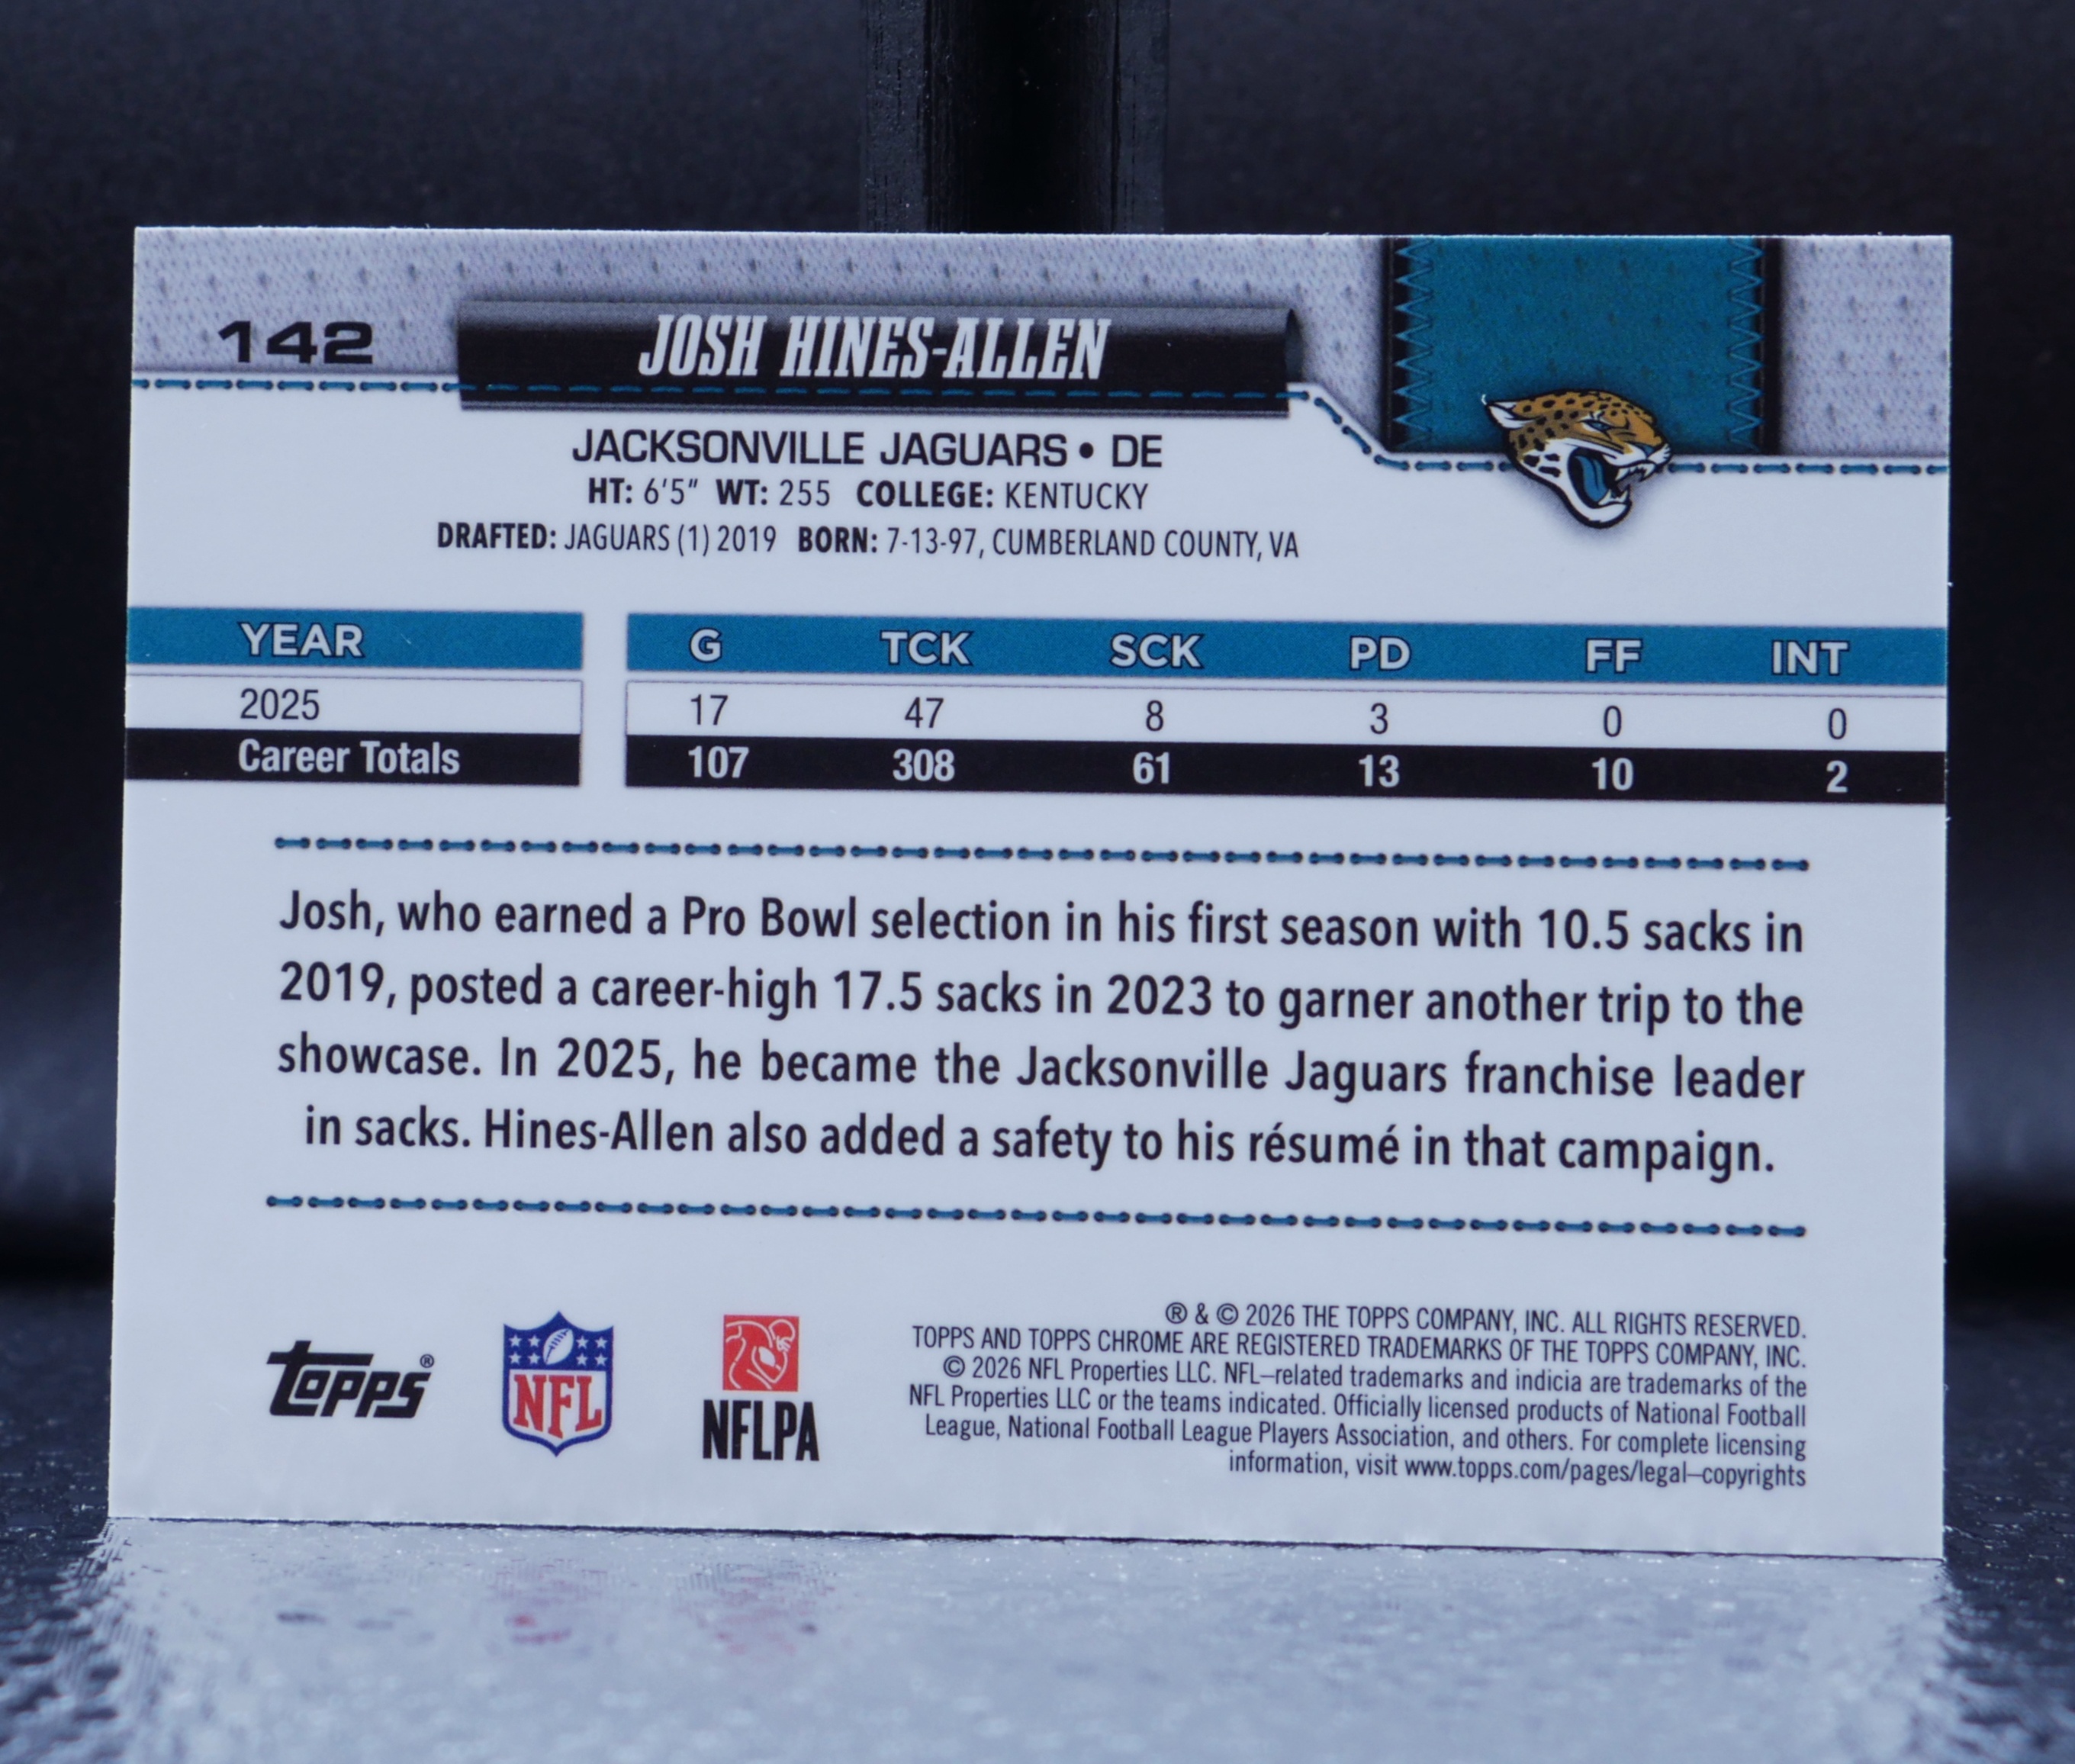 142
JOSH HINES-ALLEN
JACKSONVILLE JAGUARS • DE
HT: 6'5" WT: 255 COLLEGE: KENTUCKY
DRAFTED: JAGUARS (1) 2019 BORN: 7-13-97, CUMBERLAND COUNTY, VA
YEAR G TCK SCK PD FF INT
2025 17 47 8 3 0 0
Career Totals 107 308 61 13 10 2
Josh, who earned a Pro Bowl selection in his first season with 10.5 sacks in
2019, posted a career-high 17.5 sacks in 2023 to garner another trip to the
showcase. In 2025, he became the Jacksonville Jaguars franchise leader
in sacks. Hines-Allen also added a safety to his résumé in that campaign.
topps®
NFL
NFLPA
® & © 2026 THE TOPPS COMPANY, INC. ALL RIGHTS RESERVED.
TOPPS AND TOPPS CHROME ARE REGISTERED TRADEMARKS OF THE TOPPS COMPANY, INC.
© 2026 NFL Properties LLC. NFL–related trademarks and indicia are trademarks of the
NFL Properties LLC or the teams indicated. Officially licensed products of National Football
League, National Football League Players Association, and others. For complete licensing
information, visit www.topps.com/pages/legal–copyrights